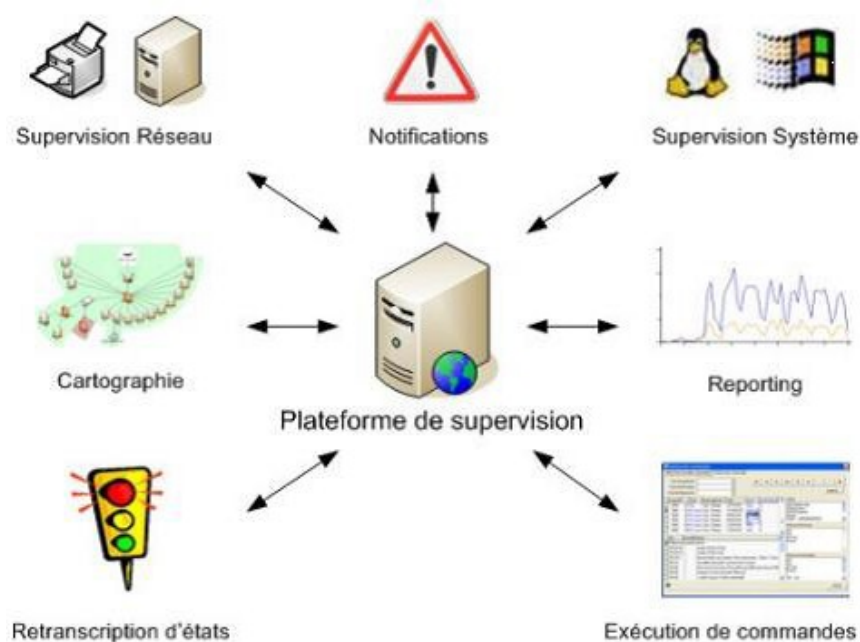 Supervision Réseau
Notifications
Supervision Système
Cartographie
Reporting
Plateforme de supervision
Retranscription d'états
Exécution de commandes